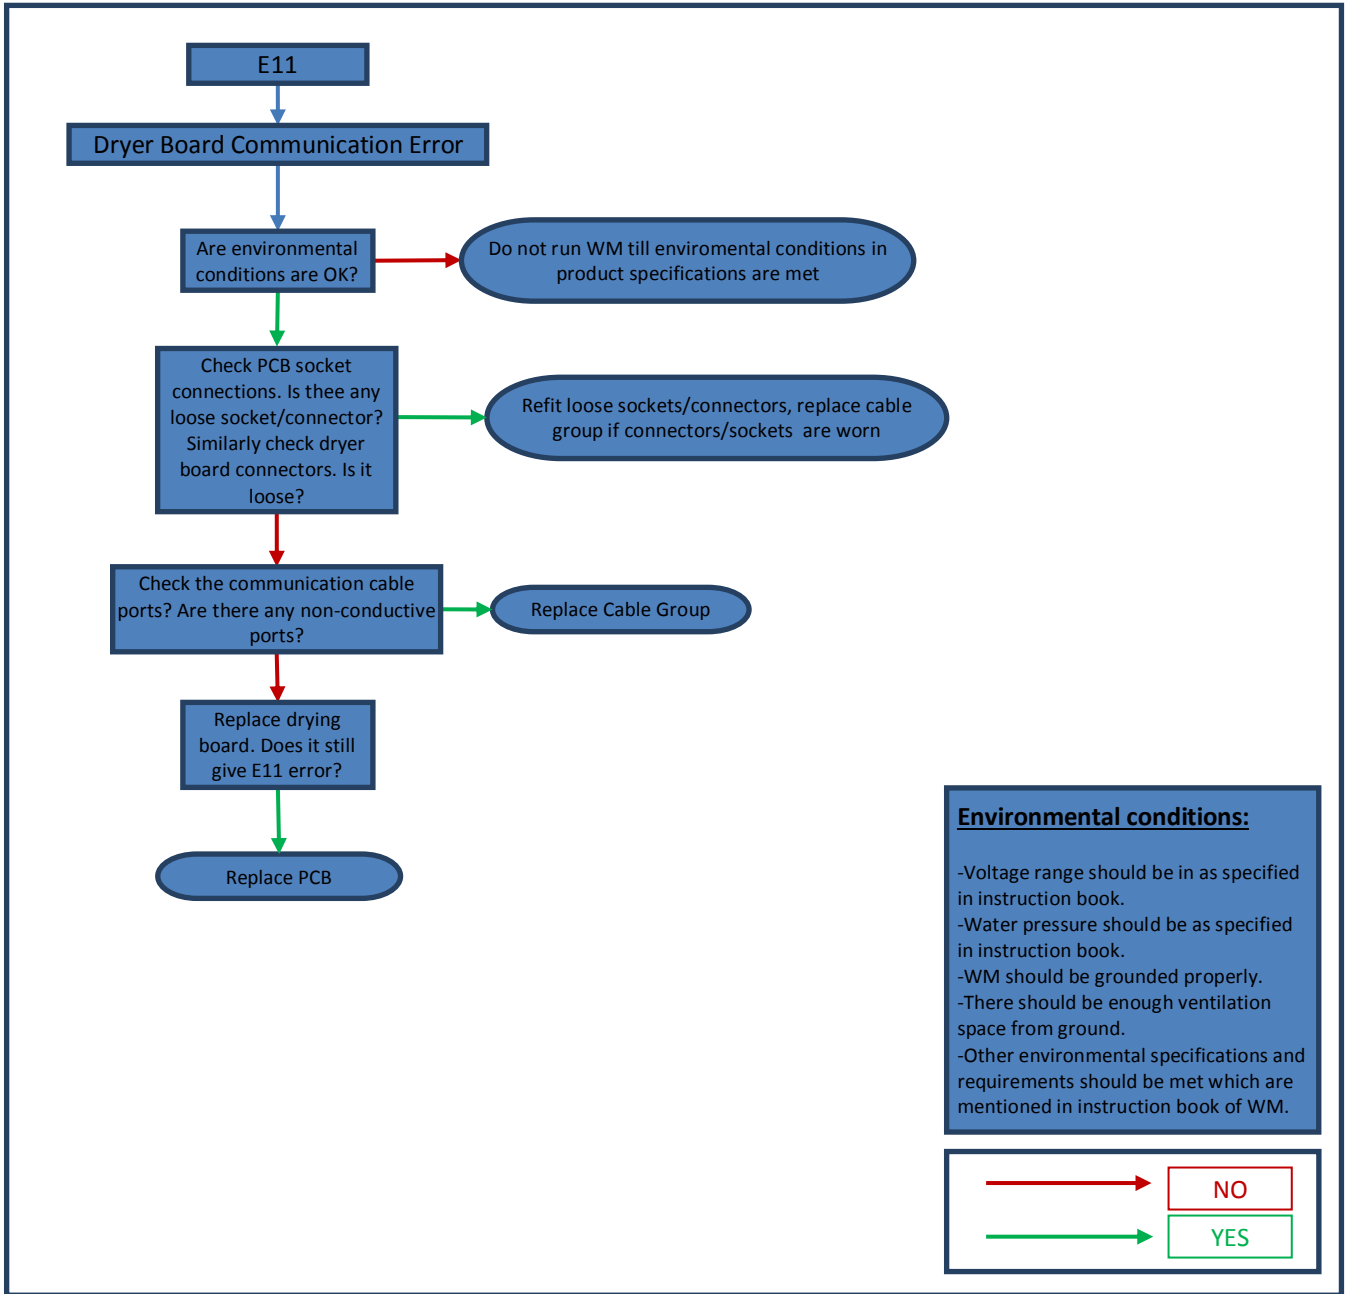 E11
Dryer Board Communication Error
Are environmental
conditions are OK?
Do not run WM till enviromental conditions in
product specifications are met
Check PCB socket
connections. Is thee any
loose socket/connector?
Similarly check dryer
board connectors. Is it
loose?
Refit loose sockets/connectors, replace cable
group if connectors/sockets are worn
Check the communication cable
ports? Are there any non-conductive
ports?
Replace Cable Group
Replace drying
board. Does it still
give E11 error?
Replace PCB
Environmental conditions:
-Voltage range should be in as specified
in instruction book.
-Water pressure should be as specified
in instruction book.
-WM should be grounded properly.
-There should be enough ventilation
space from ground.
-Other environmental specifications and
requirements should be met which are
mentioned in instruction book of WM.
NO
YES